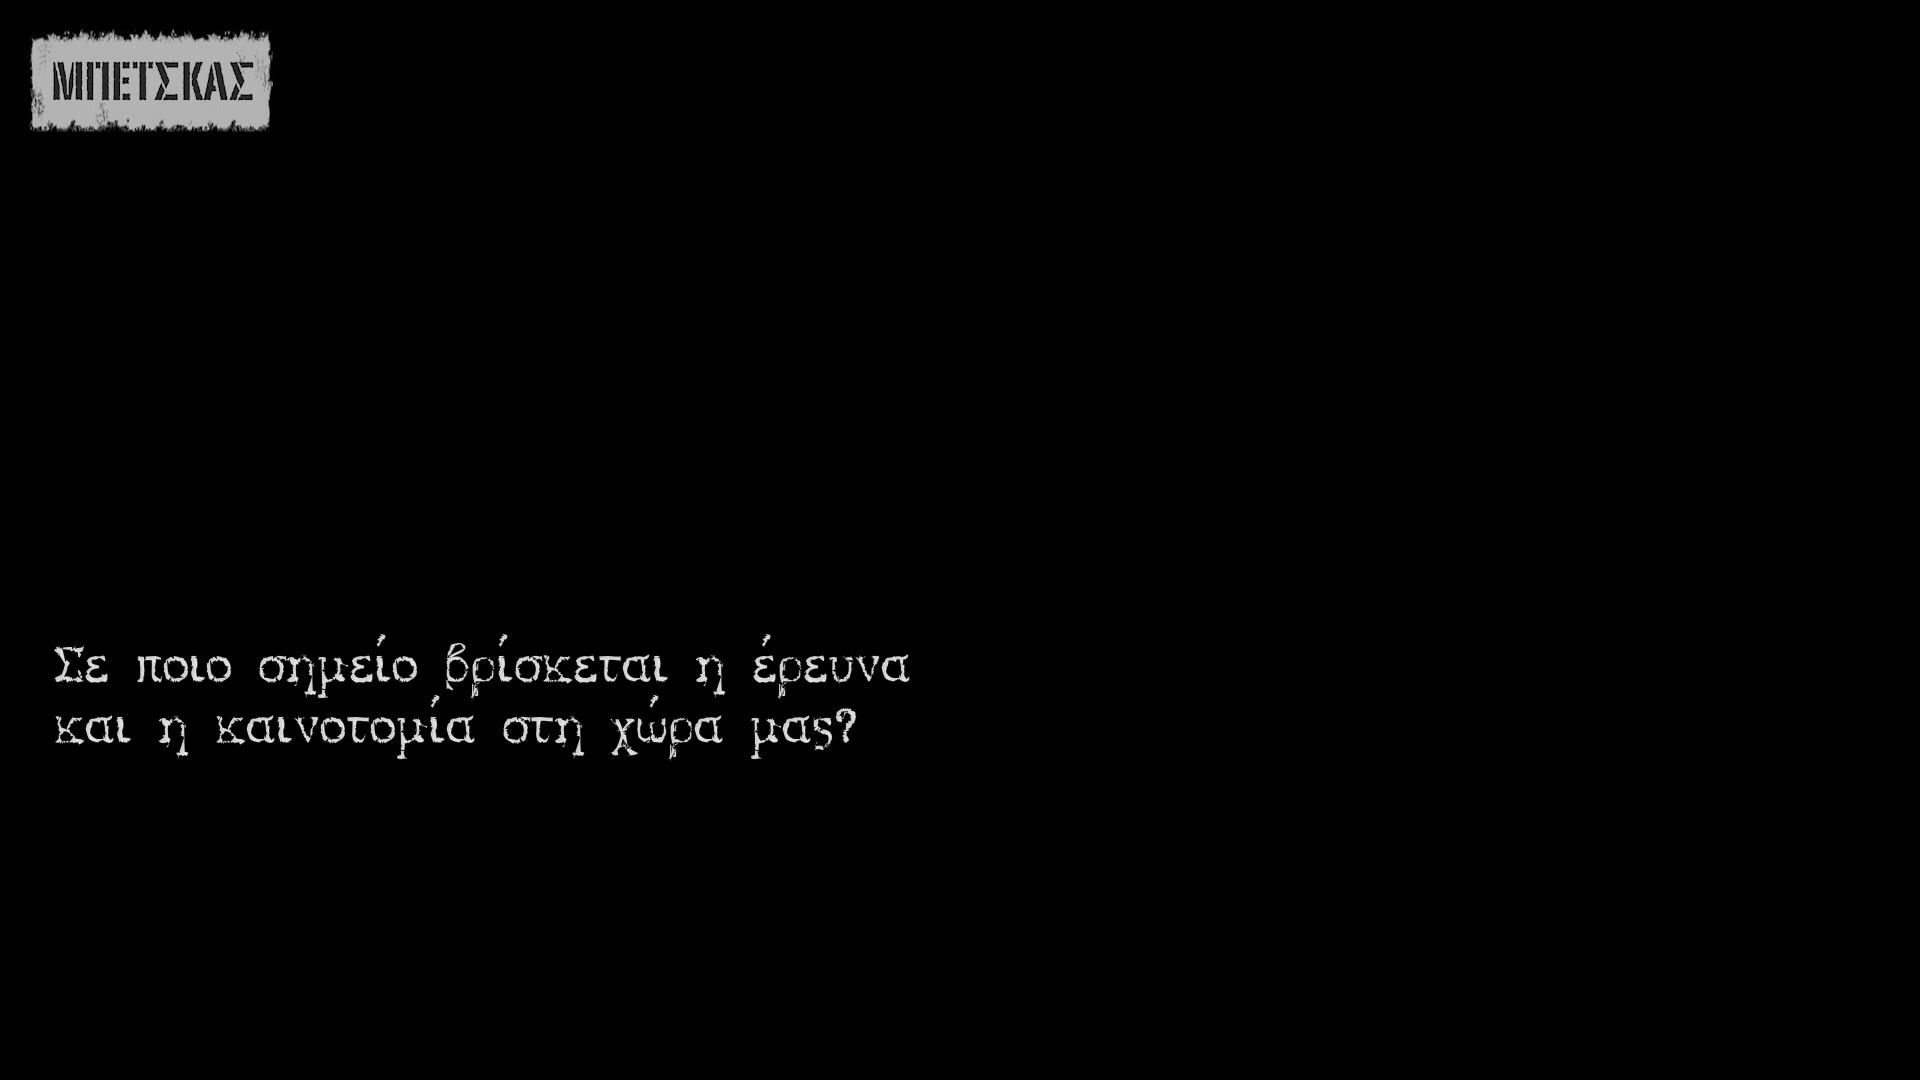 ΜΠΕΤΣΚΑΣ
Σε ποιο σημείο βρίσκεται η έρευνα
και η καινοτομία στη χώρα μας?